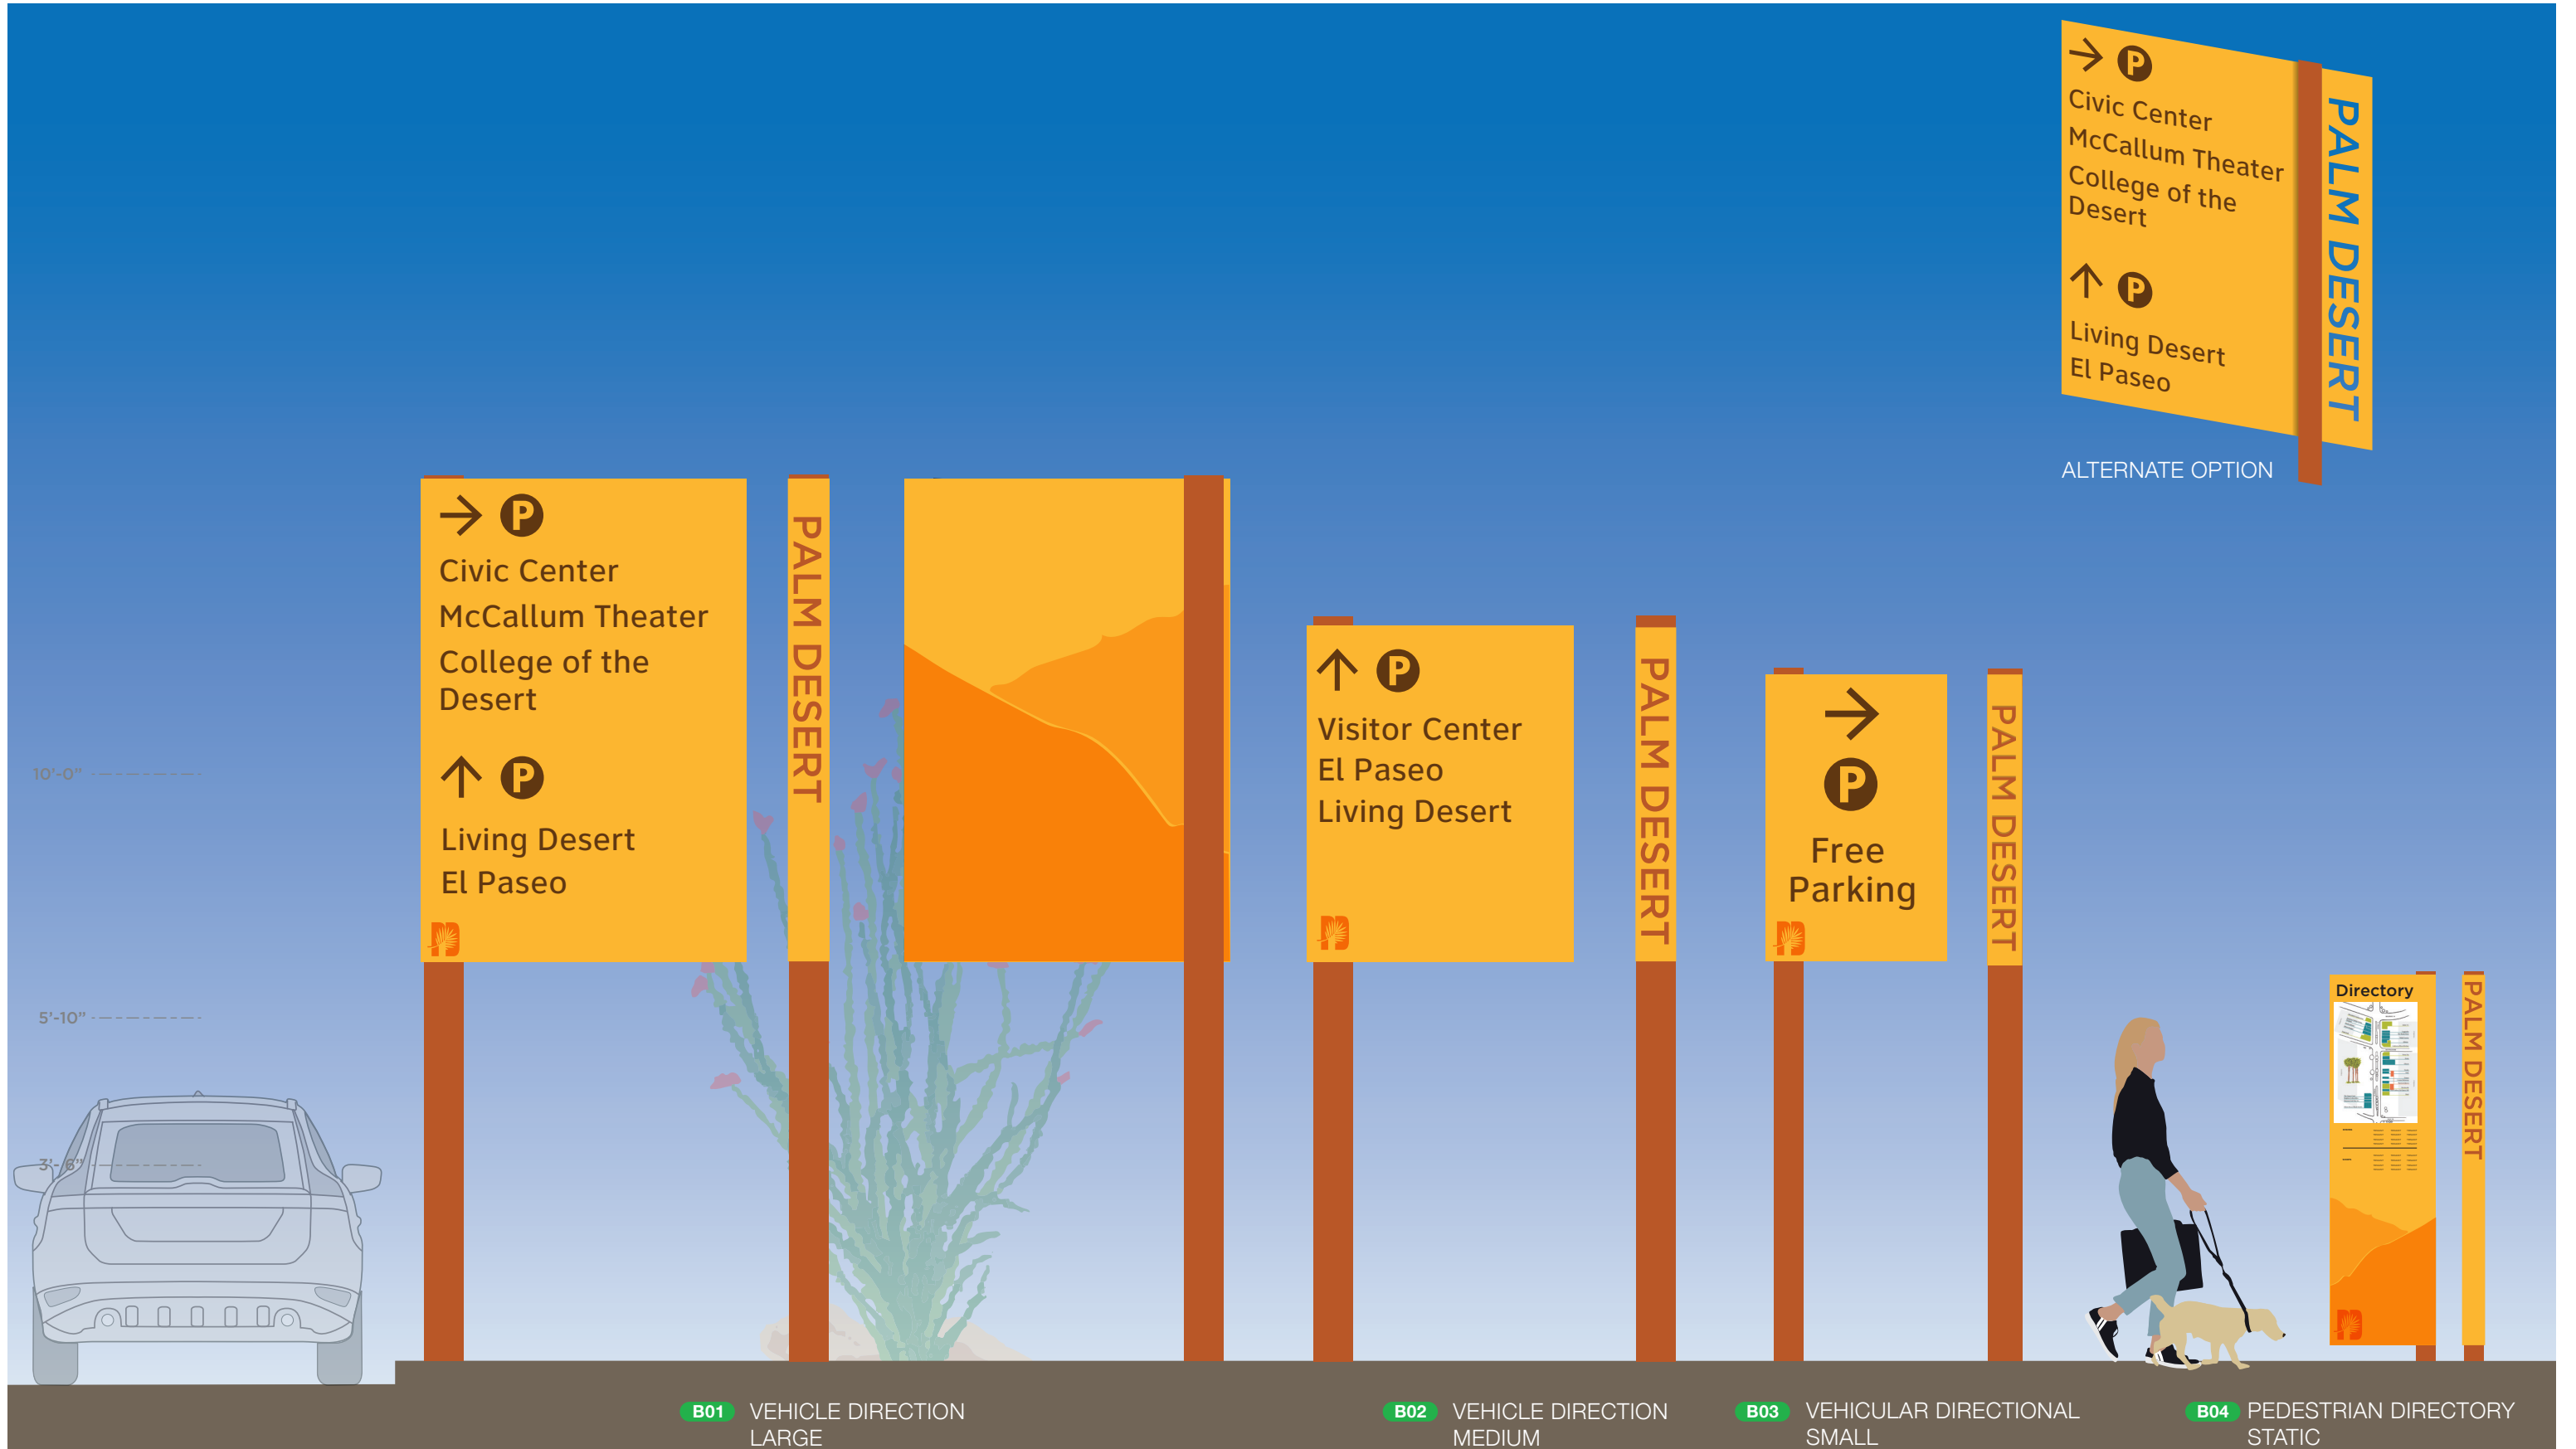 P
Civic Center
McCallum Theater
College of the
Desert
P
Living Desert
El Paseo
PALM DESERT
ALTERNATE OPTION
P
Civic Center
McCallum Theater
College of the
Desert
P
Living Desert
El Paseo
PALM DESERT
P
Visitor Center
El Paseo
Living Desert
PALM DESERT
P
Free
Parking
PALM DESERT
Directory
PALM DESERT
10'-0"
5'-10"
3'- 6"
B01 VEHICLE DIRECTION
LARGE
B02 VEHICLE DIRECTION
MEDIUM
B03 VEHICULAR DIRECTIONAL
SMALL
B04 PEDESTRIAN DIRECTORY
STATIC